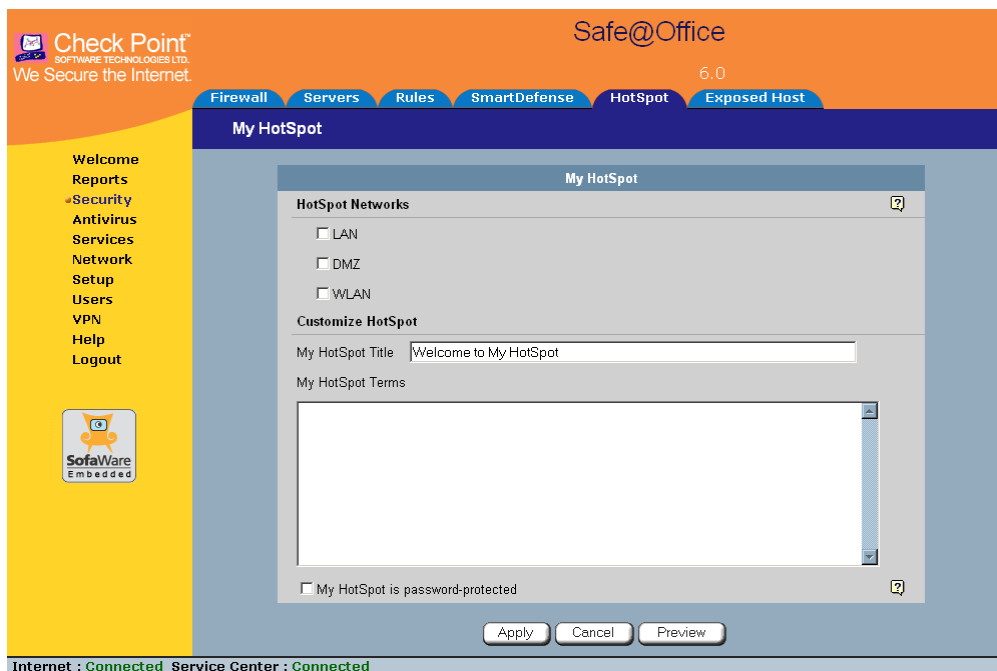 Check Point™
SOFTWARE TECHNOLOGIES LTD.
We Secure the Internet.
Safe@Office
6.0
Firewall Servers Rules SmartDefense HotSpot Exposed Host
My HotSpot
Welcome
Reports
Security
Antivirus
Services
Network
Setup
Users
VPN
Help
Logout
SofaWare
Embedded
My HotSpot
HotSpot Networks ?
LAN
DMZ
WLAN
Customize HotSpot
My HotSpot Title Welcome to My HotSpot
My HotSpot Terms
My HotSpot is password-protected ?
Apply Cancel Preview
Internet : Connected Service Center : Connected